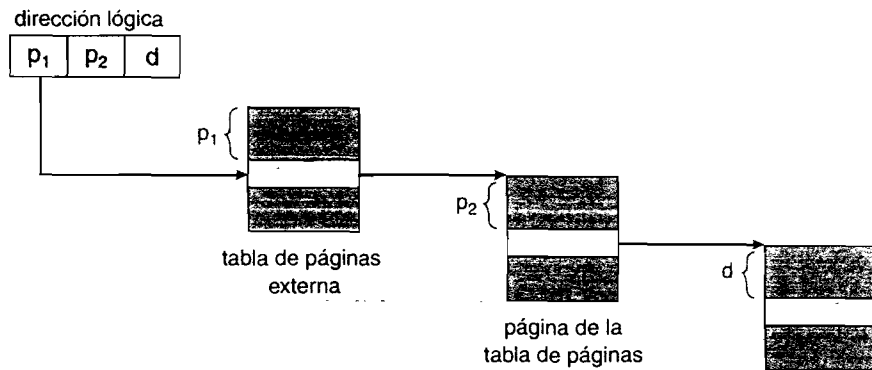 dirección lógica
p₁ p₂ d
p₁
tabla de páginas
externa
p₂
página de la
tabla de páginas
d